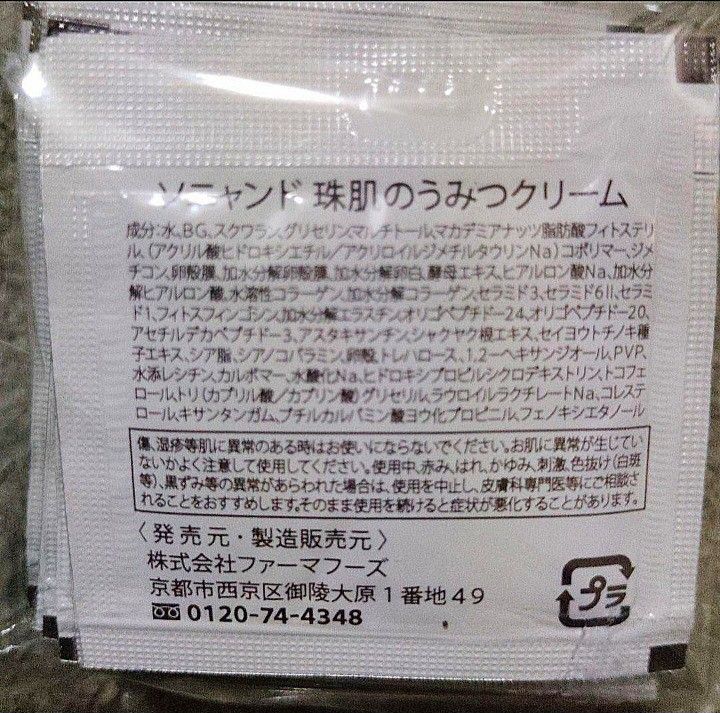 ソニャンド 珠肌のうみつクリーム
成分:水、BG、スクワラン、グリセリン、マルチトール、マカデミアナッツ脂肪酸フィトステリ
ル、(アクリル酸ヒドロキシエチル/アクリロイルジメチルタウリンNa)コポリマー、ジメ
チコン、卵殻膜、加水分解卵殻膜、加水分解卵白、酵母エキス、ヒアルロン酸Na、加水分
解ヒアルロン酸、水溶性コラーゲン、加水分解コラーゲン、セラミド3、セラミド6II、セラミ
ド1、フィトスフィンゴシン、加水分解エラスチン、オリゴペプチド-24、オリゴペプチド-20、
アセチルデカペプチド-3、アスタキサンチン、シャクヤク根エキス、セイヨウトチノキ種
子エキス、シア脂、シアノコバラミン、卵殻、トレハロース、1,2-ヘキサンジオール、PVP、
水添レシチン、カルボマー、水酸化Na、ヒドロキシプロピルシクロデキストリン、トコフェ
ロール、トリ(カプリル酸/カプリン酸)グリセリル、ラウロイルラクチレートNa、コレステ
ロール、キサンタンガム、ブチルカルバミン酸ヨウ化プロピニル、フェノキシエタノール
傷、湿疹等肌に異常のある時はお使いにならないでください。お肌に異常が生じてい
ないかよく注意して使用してください。使用中、赤み、はれ、かゆみ、刺激、色抜け(白斑
等)、黒ずみ等の異常があらわれた場合は、使用を中止し、皮膚科専門医等にご相談さ
れることをおすすめします。そのまま使用を続けると症状が悪化することがあります。
〈発売元・製造販売元〉
株式会社ファーマフーズ
京都市西京区御陵大原1番地49
0120-74-4348
プラ